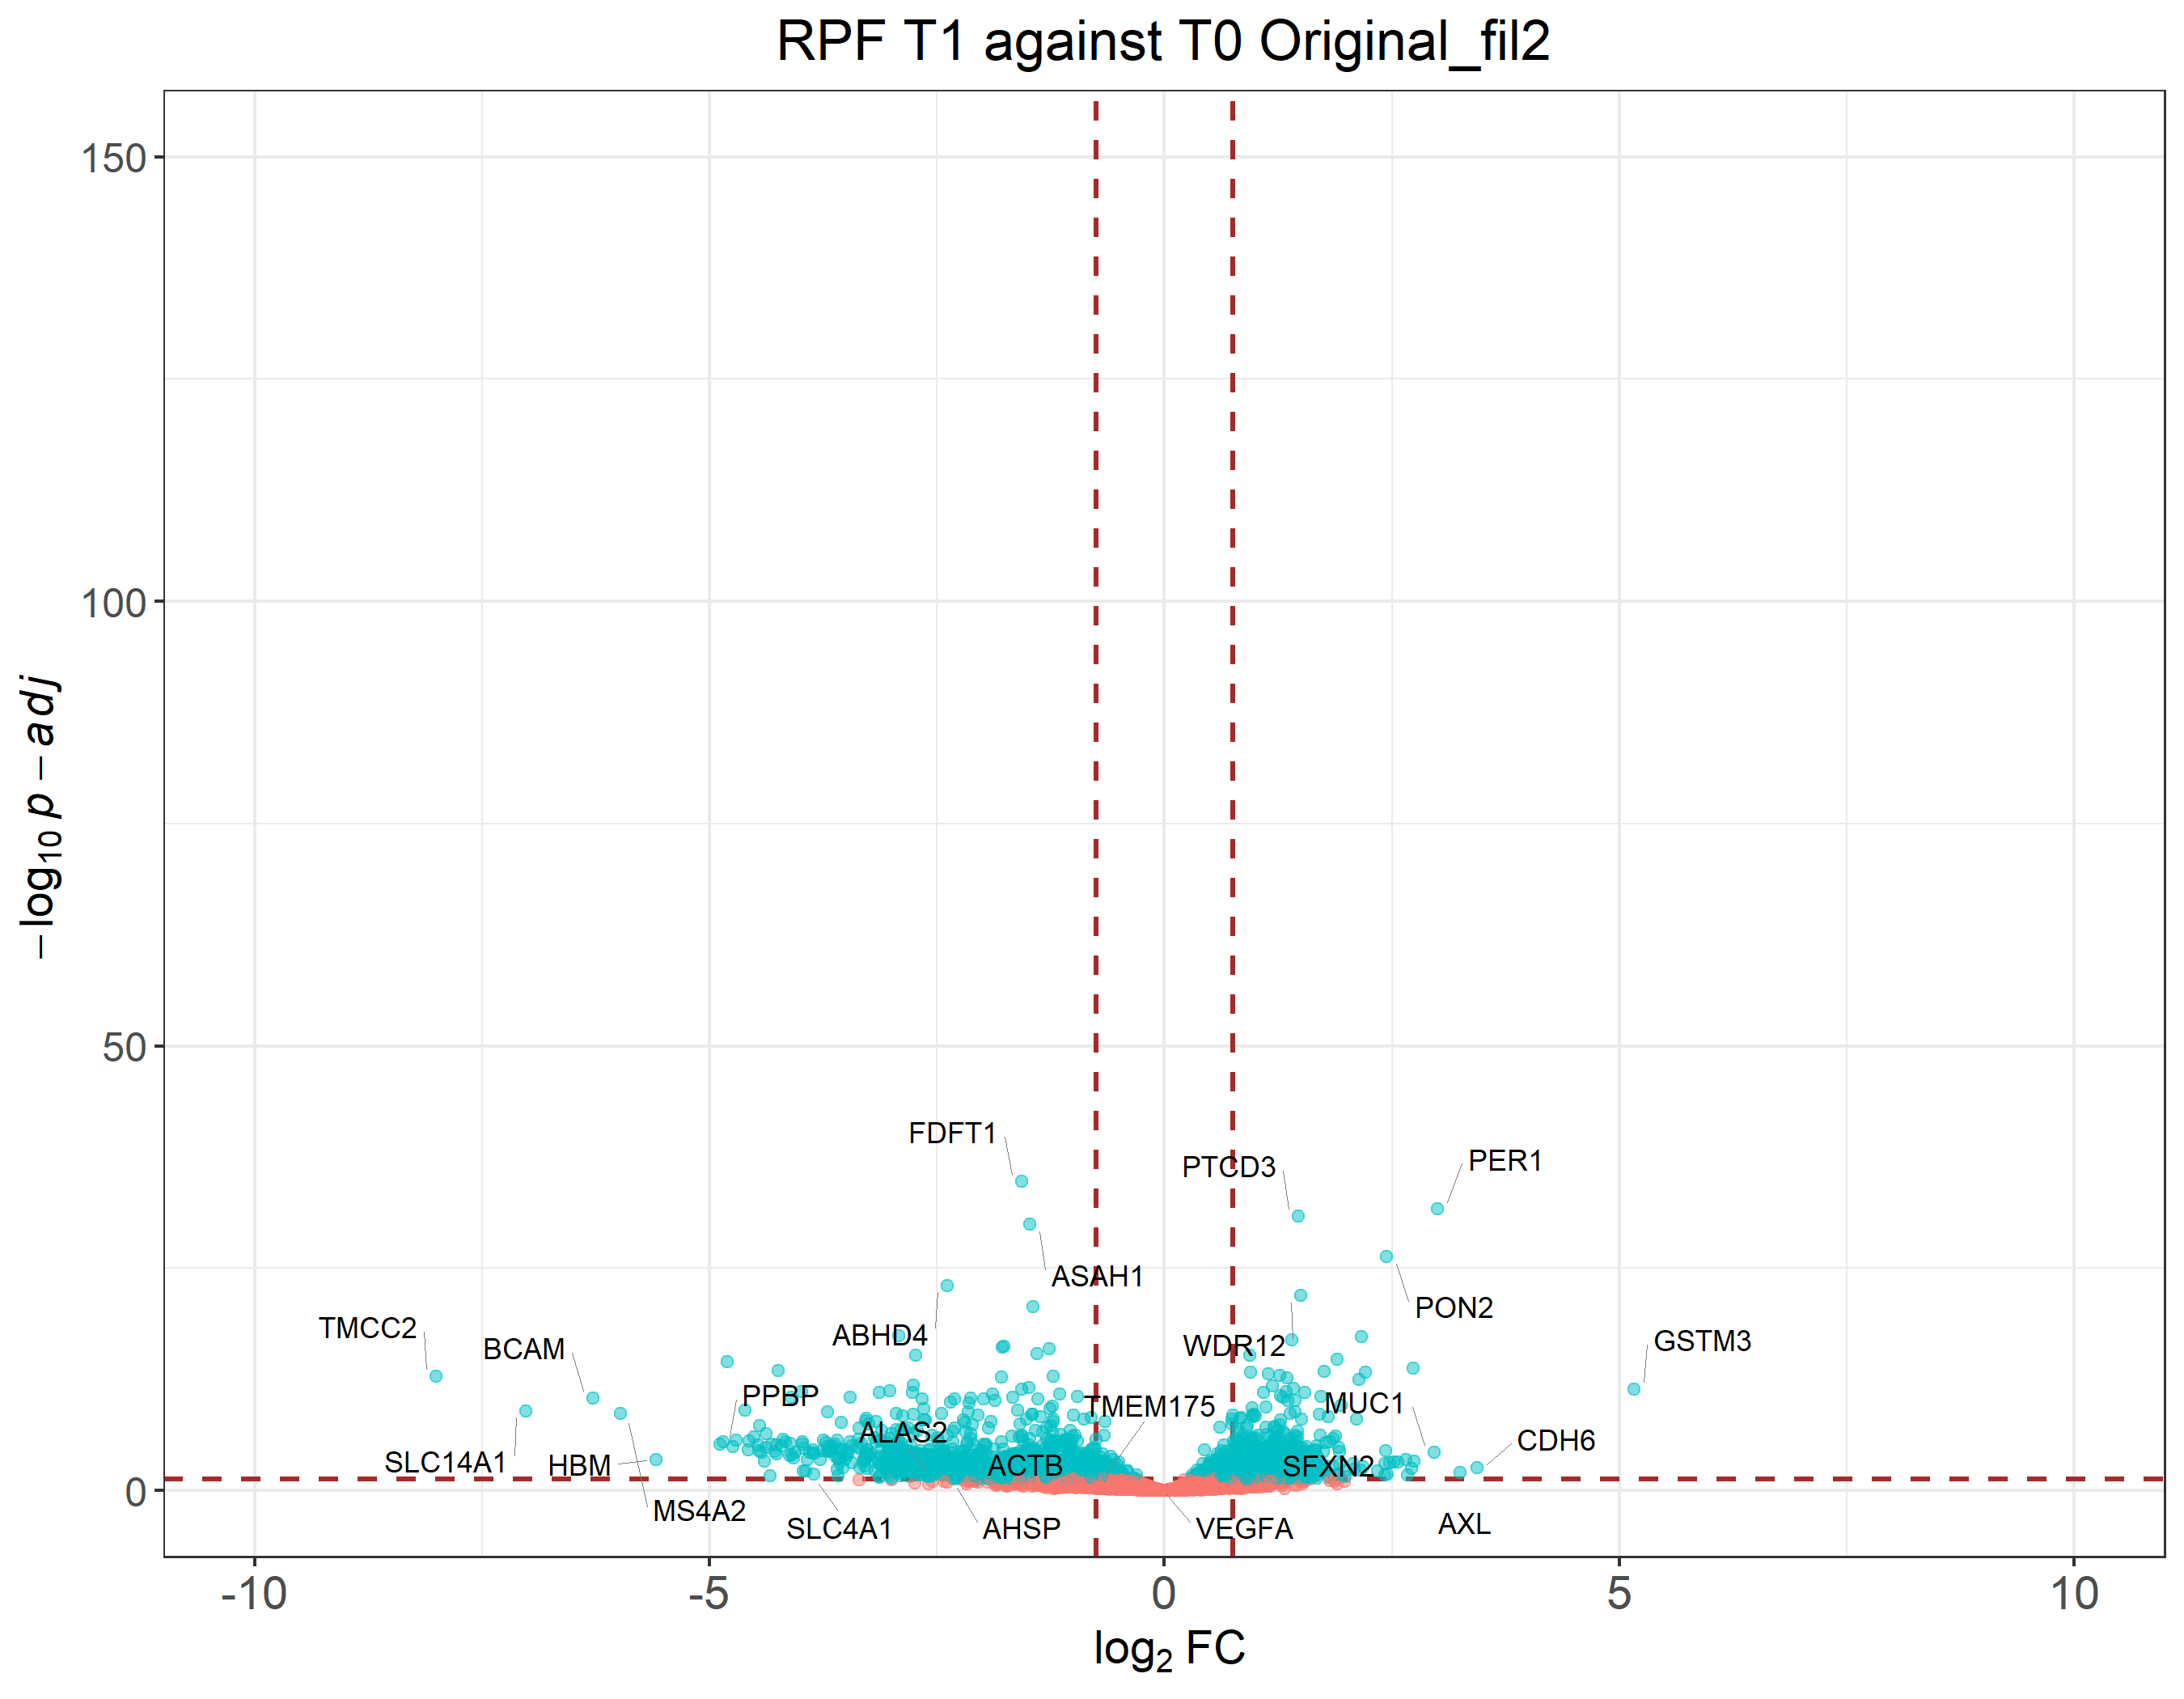 RPF T1 against T0 Original_fil2
150
100
50
0
−log10 p − adj
FDFT1
PTCD3
PER1
ASAH1
PON2
TMCC2
ABHD4
BCAM
WDR12
GSTM3
PPBP
MUC1
TMEM175
ALAS2
CDH6
SLC14A1
HBM
ACTB
SFXN2
MS4A2
SLC4A1
AHSP
VEGFA
AXL
-10
-5
0
5
10
log2 FC